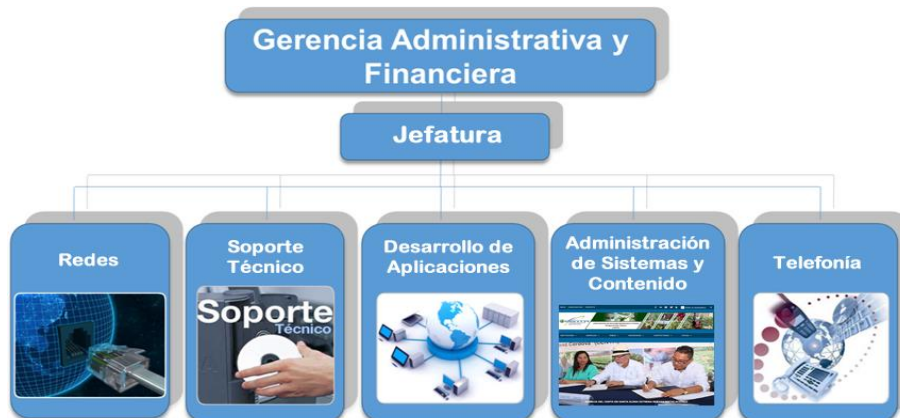 Gerencia Administrativa y
Financiera
Jefatura
Redes
Soporte
Técnico
Desarrollo de
Aplicaciones
Administración
de Sistemas y
Contenido
Telefonía
Soporte
Técnico